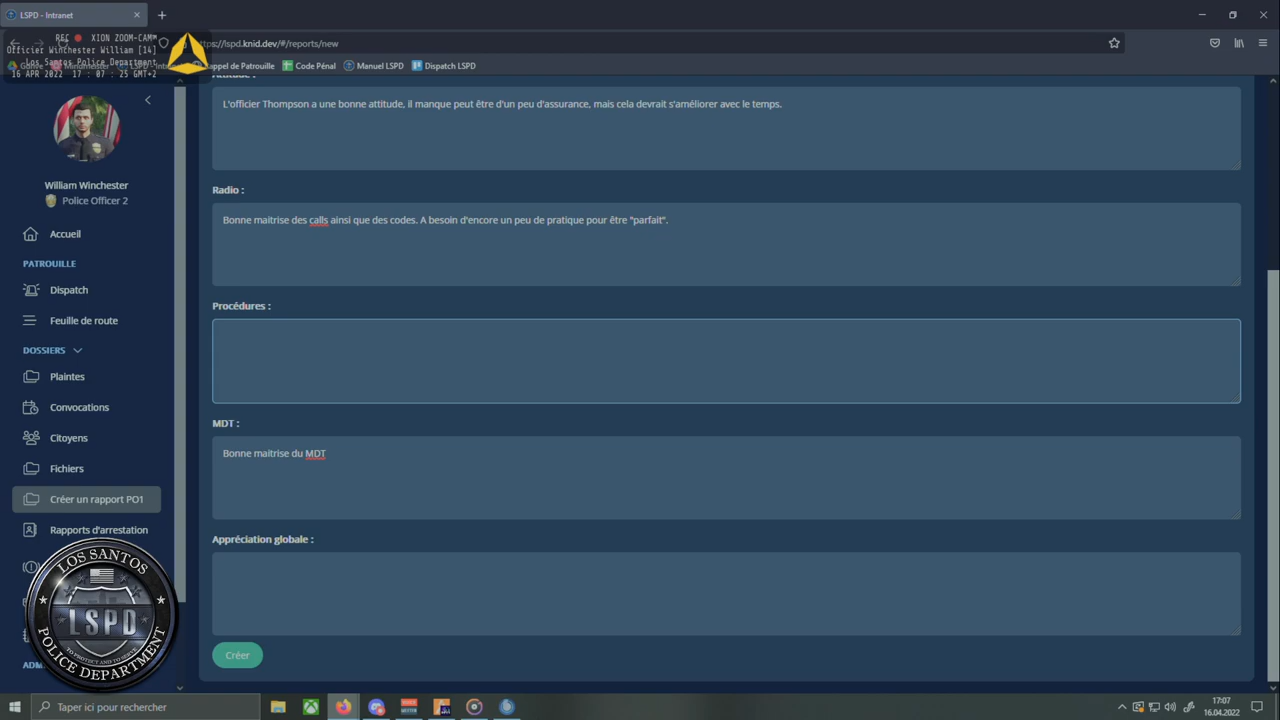 LSPD - Intranet
REC XION ZOOM-CAM™
Officier Winchester William [14]
Los Santos Police Department
16 APR 2022 17 : 07 : 25 GMT+2
https://lspd.knid.dev/#/reports/new
Rappel de Patrouille
Code Pénal
Manuel LSPD
Dispatch LSPD
Attitude :
L'officier Thompson a une bonne attitude, il manque peut être d'un peu d'assurance, mais cela devrait s'améliorer avec le temps.
William Winchester
Police Officer 2
Accueil
PATROUILLE
Dispatch
Feuille de route
DOSSIERS
Plaintes
Convocations
Citoyens
Fichiers
Créer un rapport PO1
Rapports d'arrestation
Radio :
Bonne maitrise des calls ainsi que des codes. A besoin d'encore un peu de pratique pour être "parfait".
Procédures :
MDT :
Bonne maitrise du MDT
Appréciation globale :
Créer
LOS SANTOS
LSPD
TO PROTECT AND TO SERVE
POLICE DEPARTMENT
Taper ici pour rechercher
17:07
16.04.2022